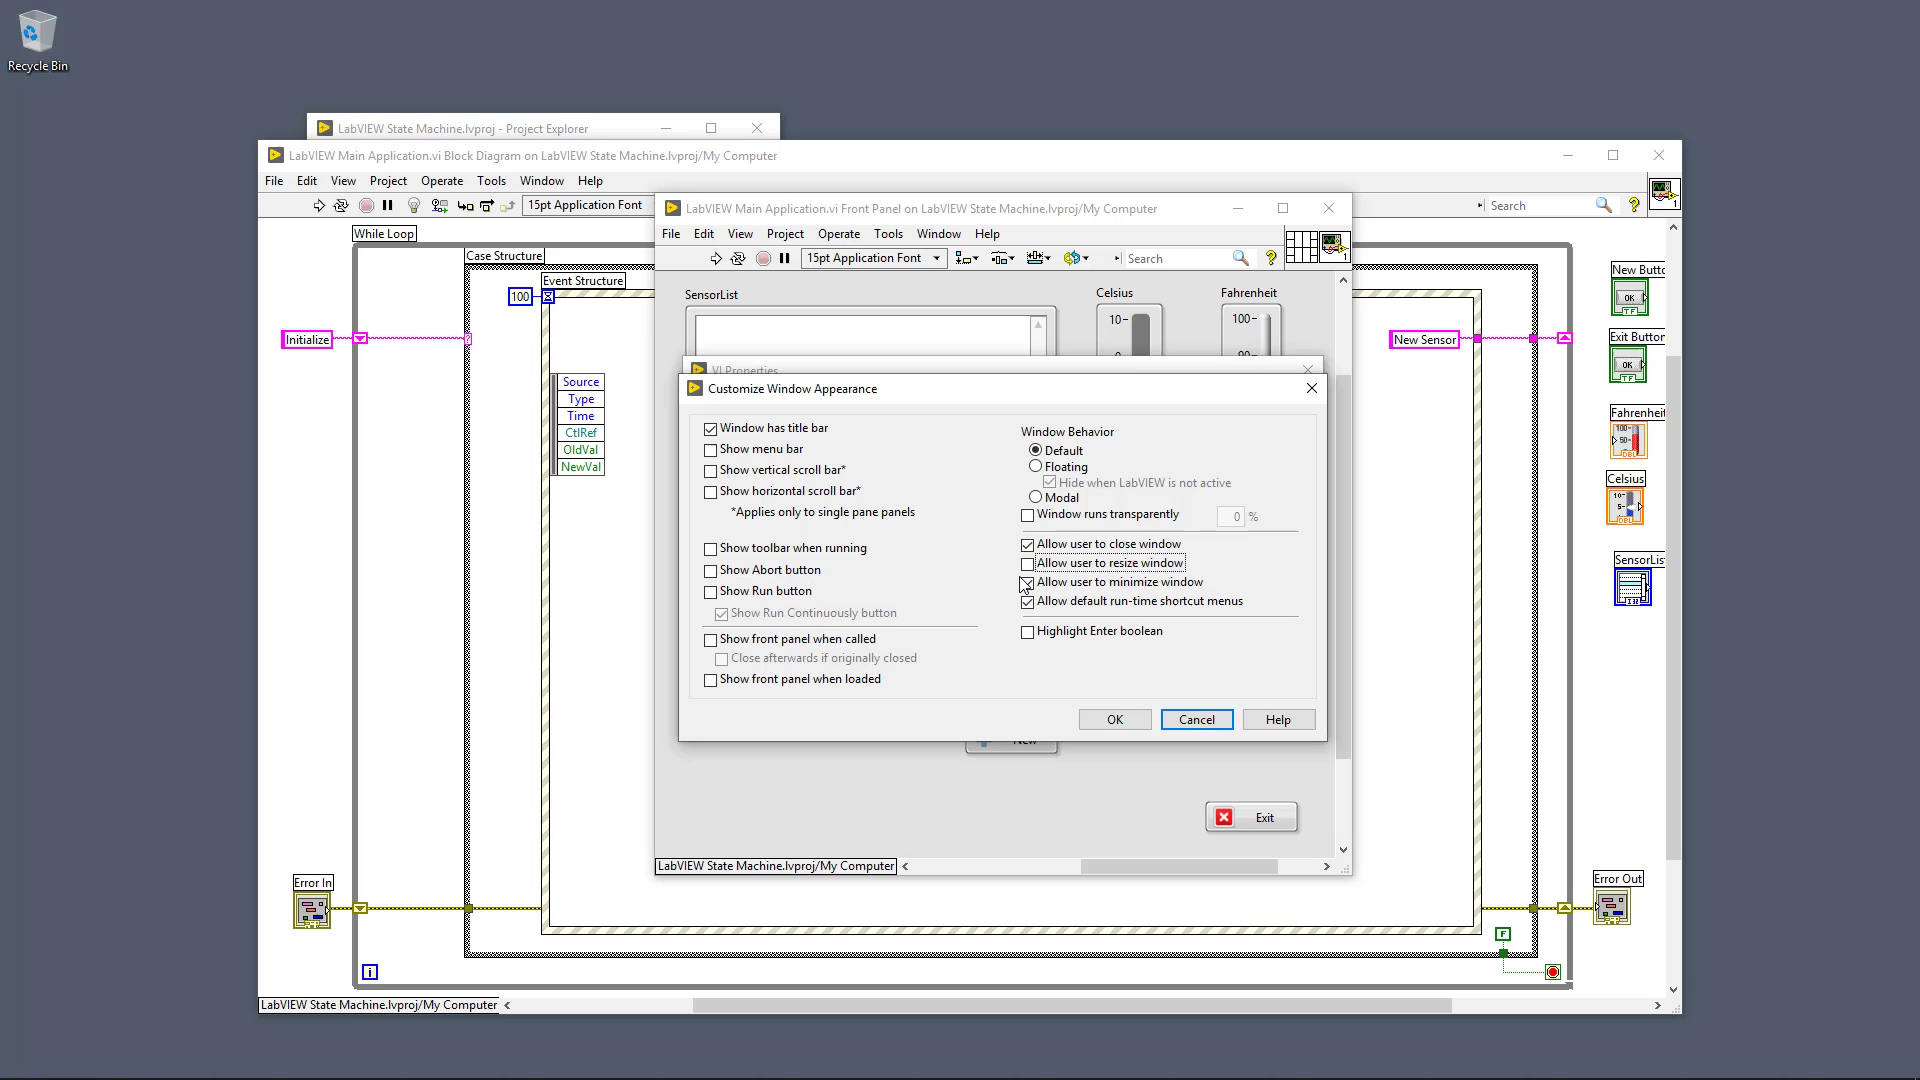 Recycle Bin
LabVIEW State Machine.lvproj - Project Explorer
LabVIEW Main Application.vi Block Diagram on LabVIEW State Machine.lvproj/My Computer
File Edit View Project Operate Tools Window Help
15pt Application Font
Search
While Loop
Case Structure
Event Structure
100
Initialize
Source
Type
Time
CtlRef
OldVal
NewVal
LabVIEW Main Application.vi Front Panel on LabVIEW State Machine.lvproj/My Computer
File Edit View Project Operate Tools Window Help
15pt Application Font
Search
SensorList
Celsius
Fahrenheit
10
100
VI Properties
Customize Window Appearance
Window has title bar
Show menu bar
Show vertical scroll bar*
Show horizontal scroll bar*
*Applies only to single pane panels
Show toolbar when running
Show Abort button
Show Run button
Show Run Continuously button
Show front panel when called
Close afterwards if originally closed
Show front panel when loaded
Window Behavior
Default
Floating
Hide when LabVIEW is not active
Modal
Window runs transparently 0 %
Allow user to close window
Allow user to resize window
Allow user to minimize window
Allow default run-time shortcut menus
Highlight Enter boolean
OK Cancel Help
New
Exit
LabVIEW State Machine.lvproj/My Computer
New Sensor
New Butto
OK
TF
Exit Button
OK
TF
Fahrenheit
100
50
DBL
Celsius
10
5
DBL
SensorLis
I32
Error In
Error Out
F
i
LabVIEW State Machine.lvproj/My Computer